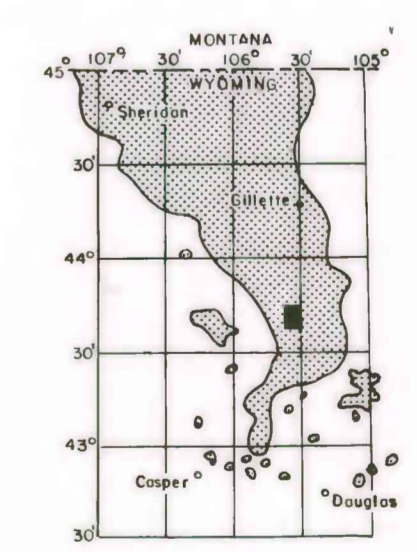 MONTANA
107° 30' 106° 30' 105°
45°
WYOMING
Sheridan
30'
Gillette
44°
30'
43°
Casper
Douglas
30'